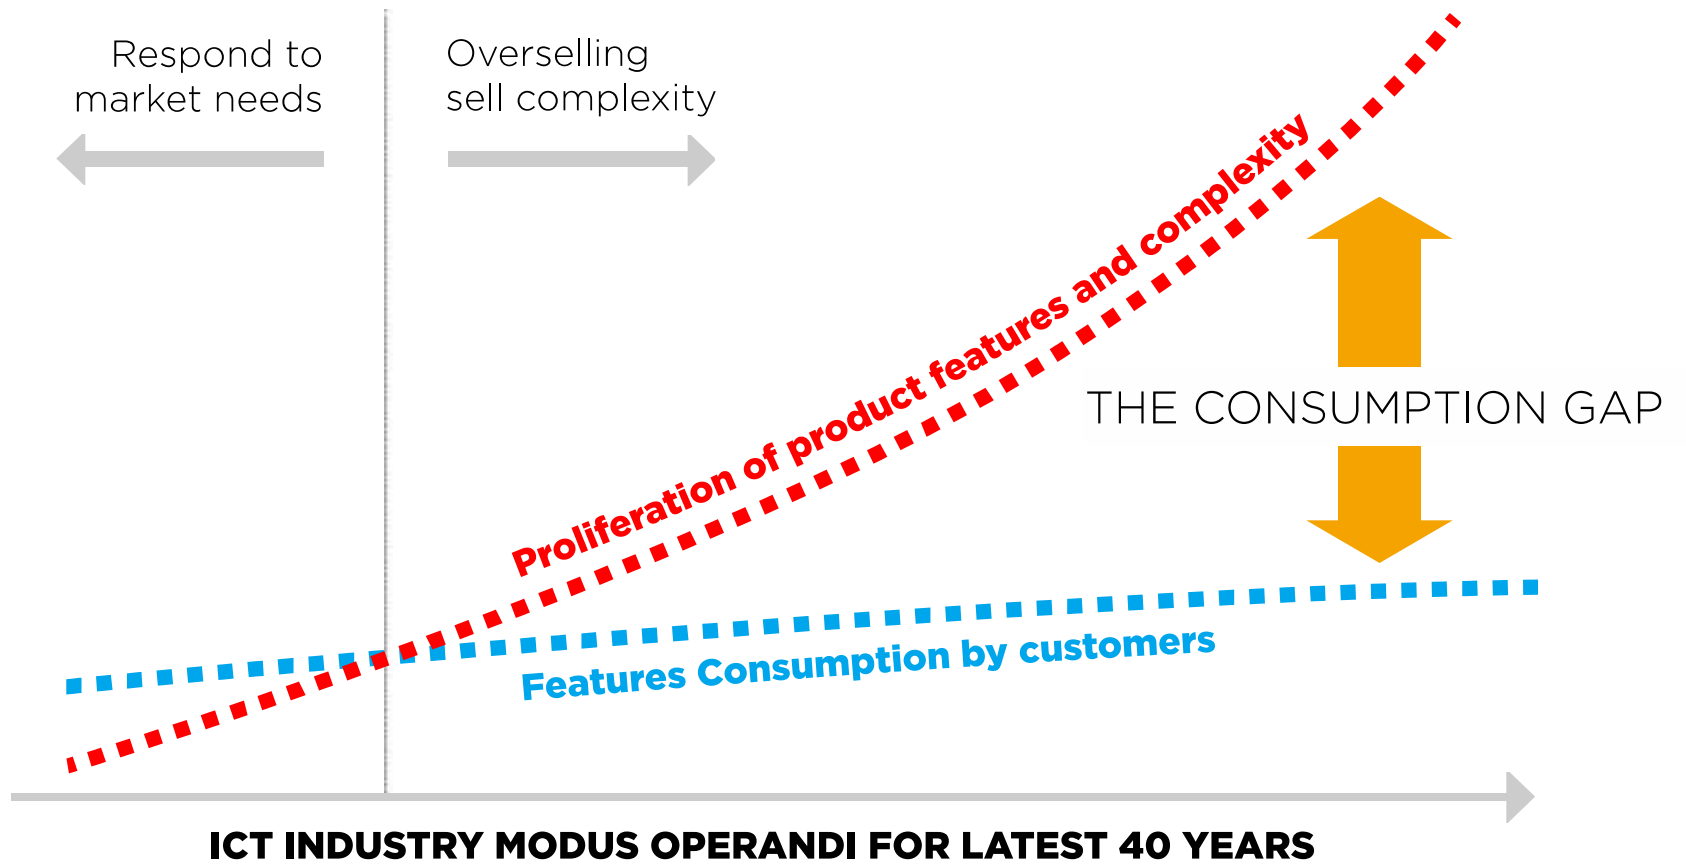 Respond to
market needs
Overselling
sell complexity
Proliferation of product features and complexity
THE CONSUMPTION GAP
Features Consumption by customers
ICT INDUSTRY MODUS OPERANDI FOR LATEST 40 YEARS